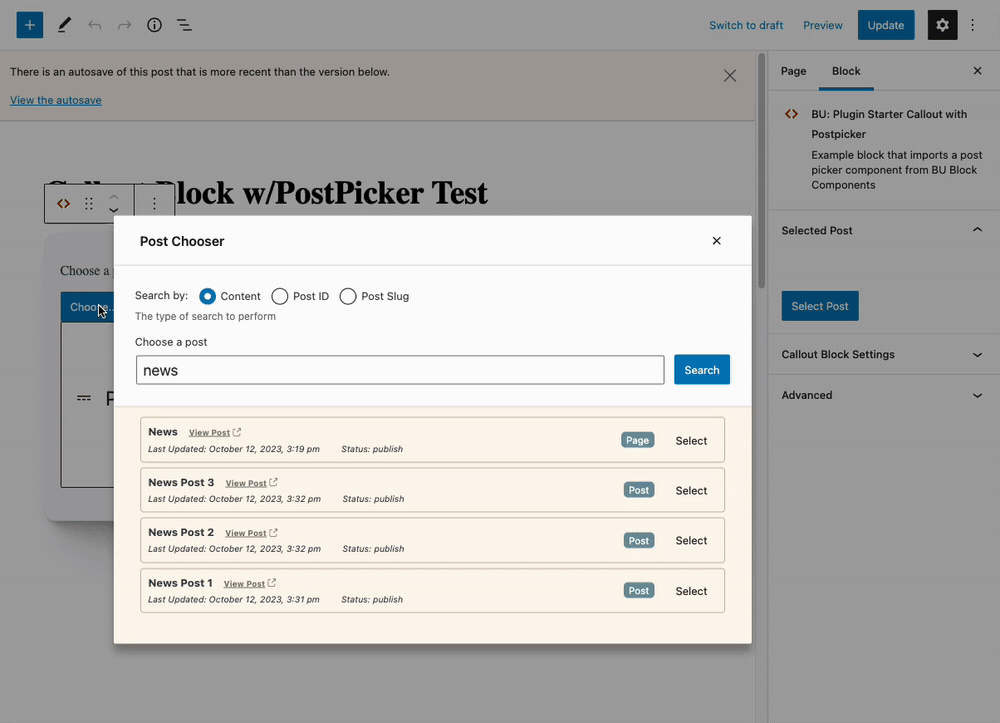 Switch to draft Preview Update
There is an autosave of this post that is more recent than the version below.
View the autosave
Page Block
BU: Plugin Starter Callout with
Postpicker
Example block that imports a post
picker component from BU Block
Components
Selected Post
Select Post
Callout Block Settings
Advanced
Block w/PostPicker Test
Choose a
Choose..
Post Chooser
Search by: Content Post ID Post Slug
The type of search to perform
Choose a post
news Search
News View Post Page Select
Last Updated: October 12, 2023, 3:19 pm Status: publish
News Post 3 View Post Post Select
Last Updated: October 12, 2023, 3:32 pm Status: publish
News Post 2 View Post Post Select
Last Updated: October 12, 2023, 3:32 pm Status: publish
News Post 1 View Post Post Select
Last Updated: October 12, 2023, 3:31 pm Status: publish